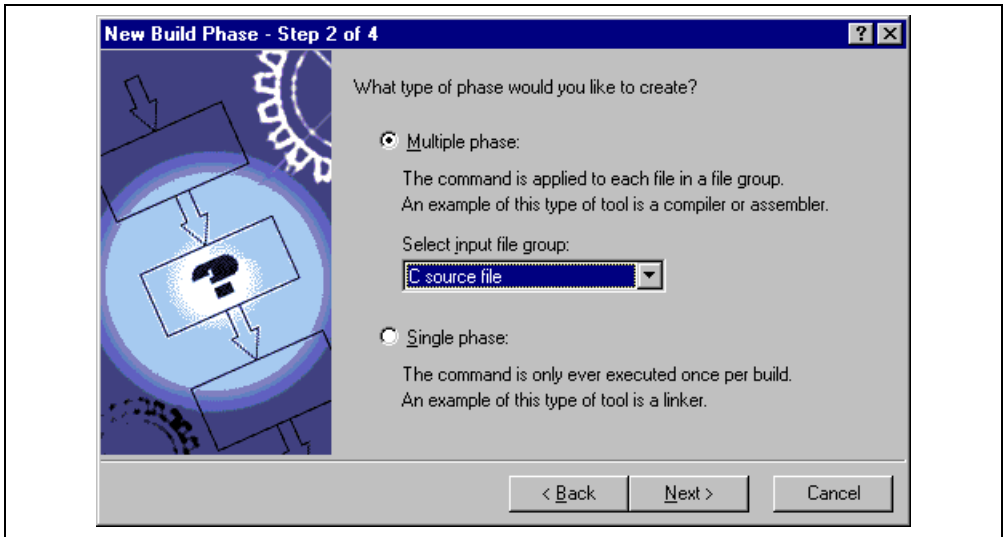 New Build Phase - Step 2 of 4
What type of phase would you like to create?
Multiple phase:
The command is applied to each file in a file group.
An example of this type of tool is a compiler or assembler.
Select input file group:
C source file
Single phase:
The command is only ever executed once per build.
An example of this type of tool is a linker.
< Back
Next >
Cancel